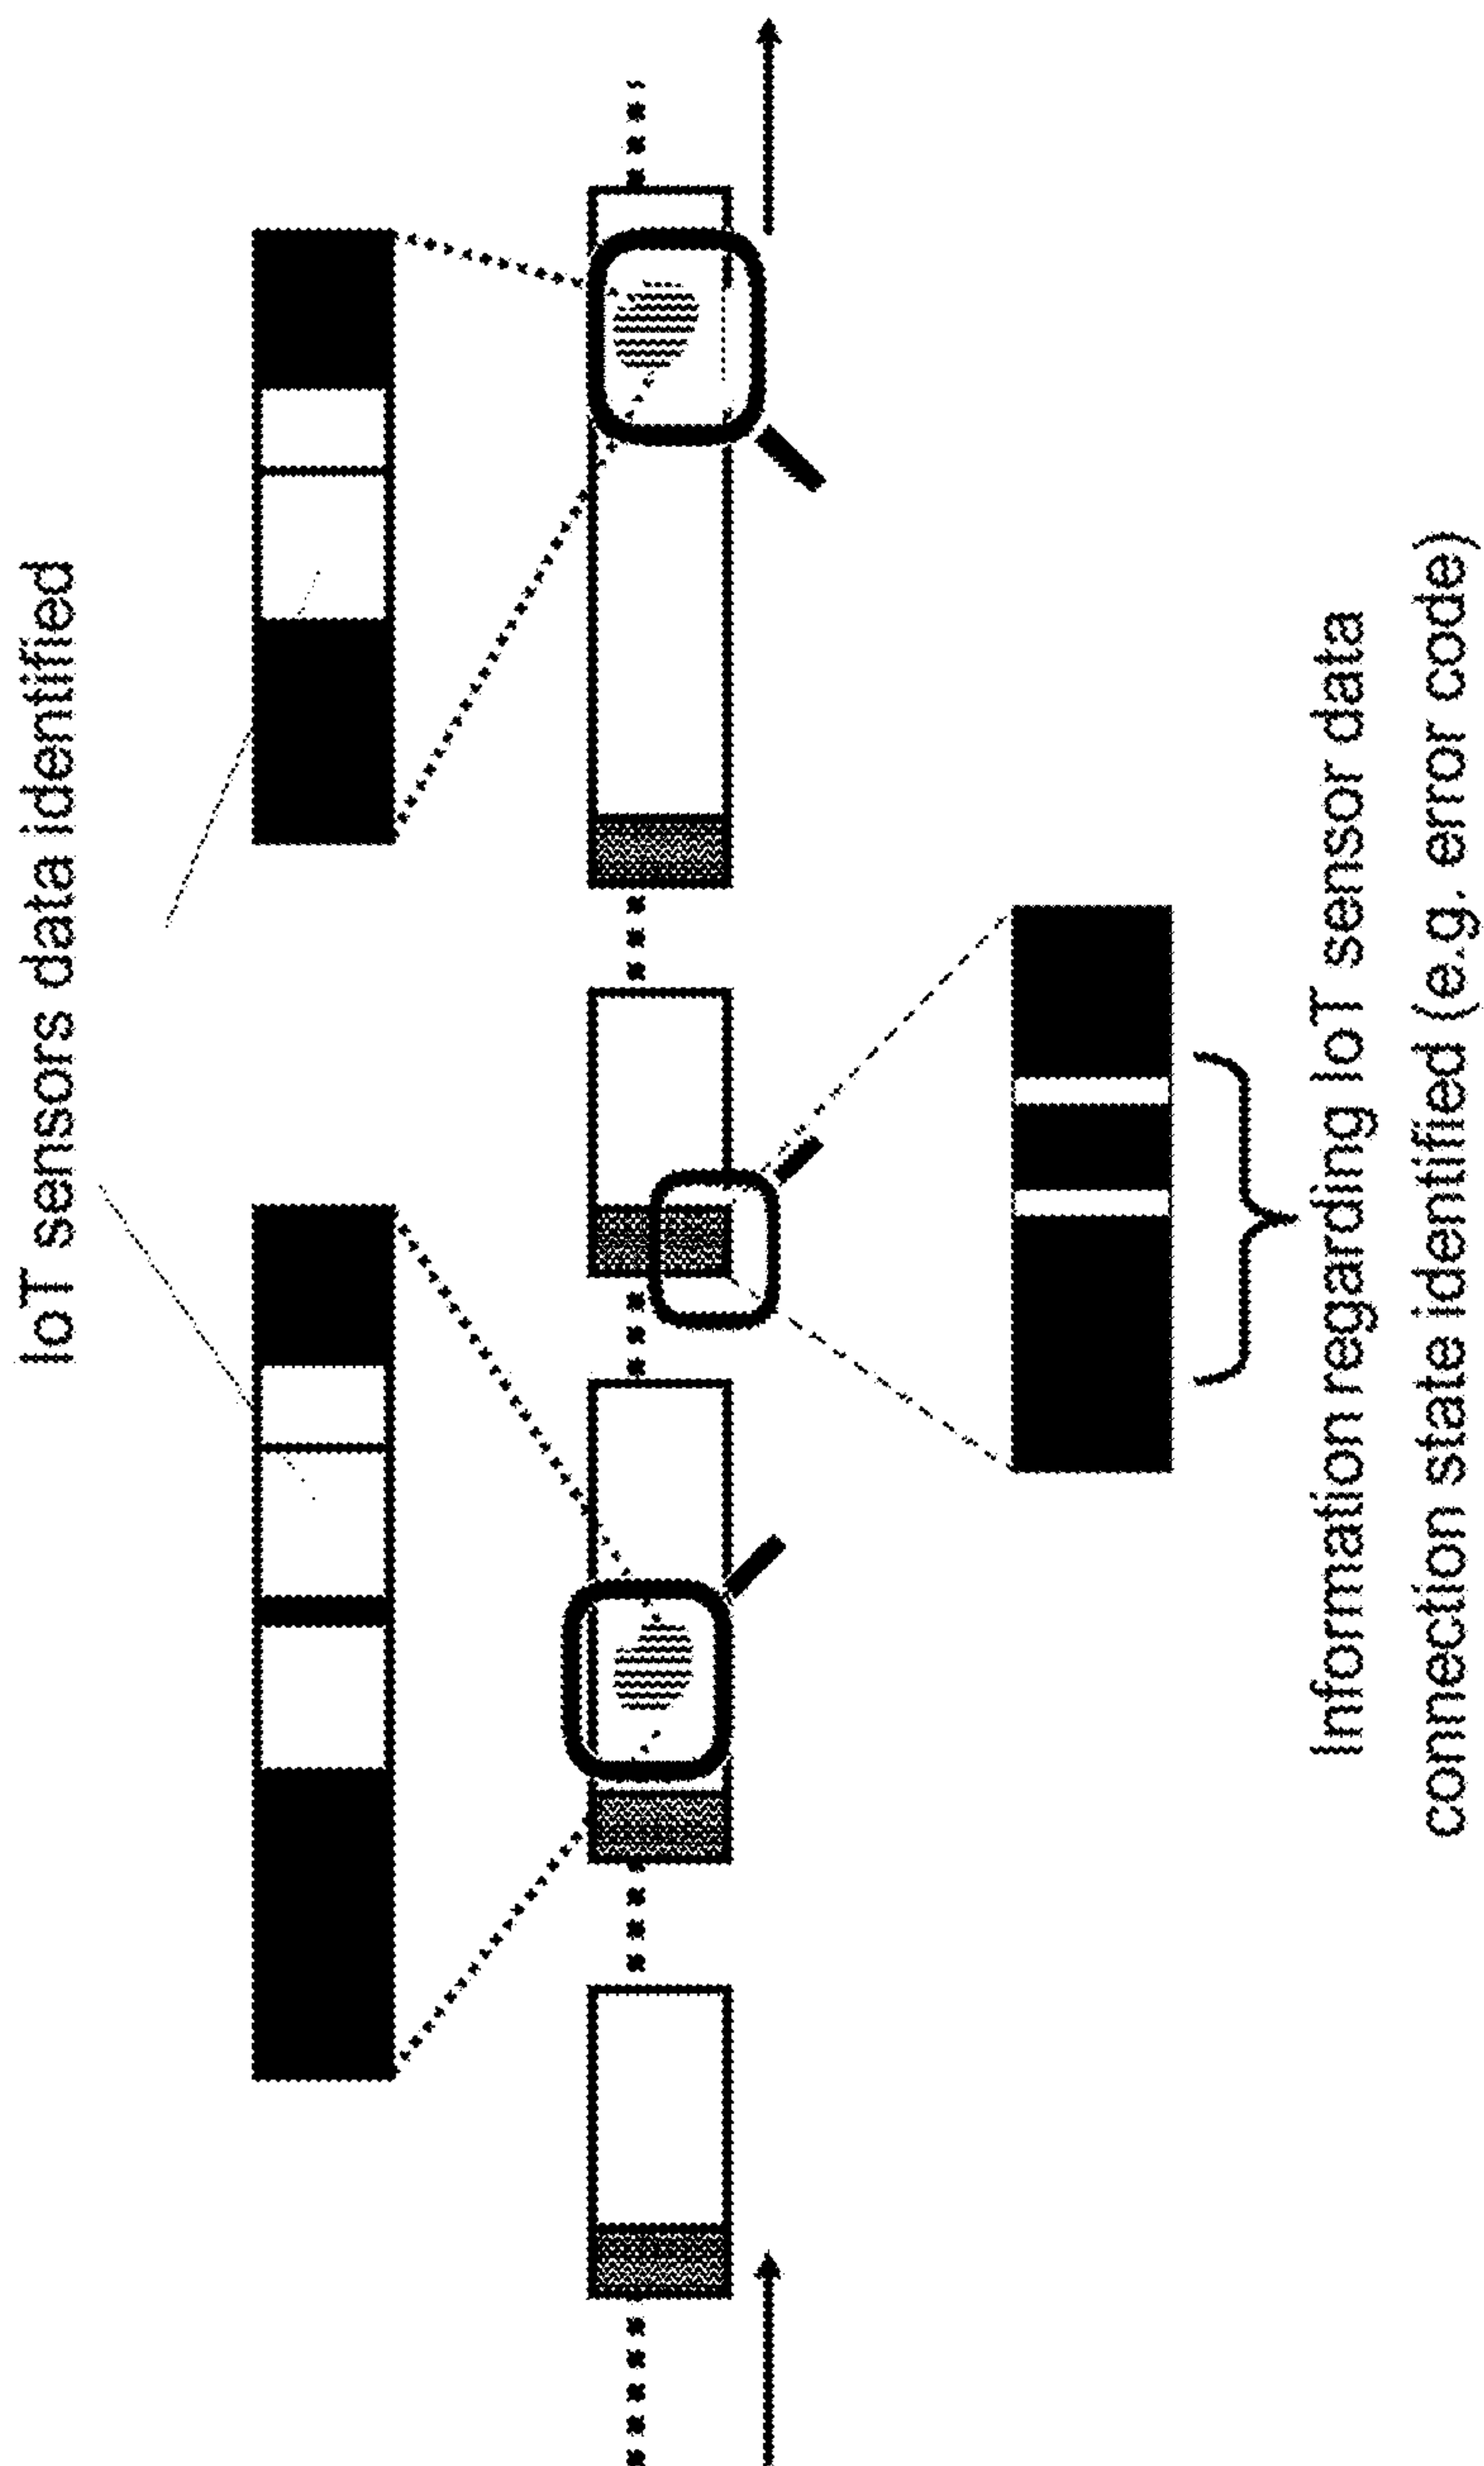 IoT sensors data identified
Information regarding IoT sensor data
connection state identified (e.g. error code)